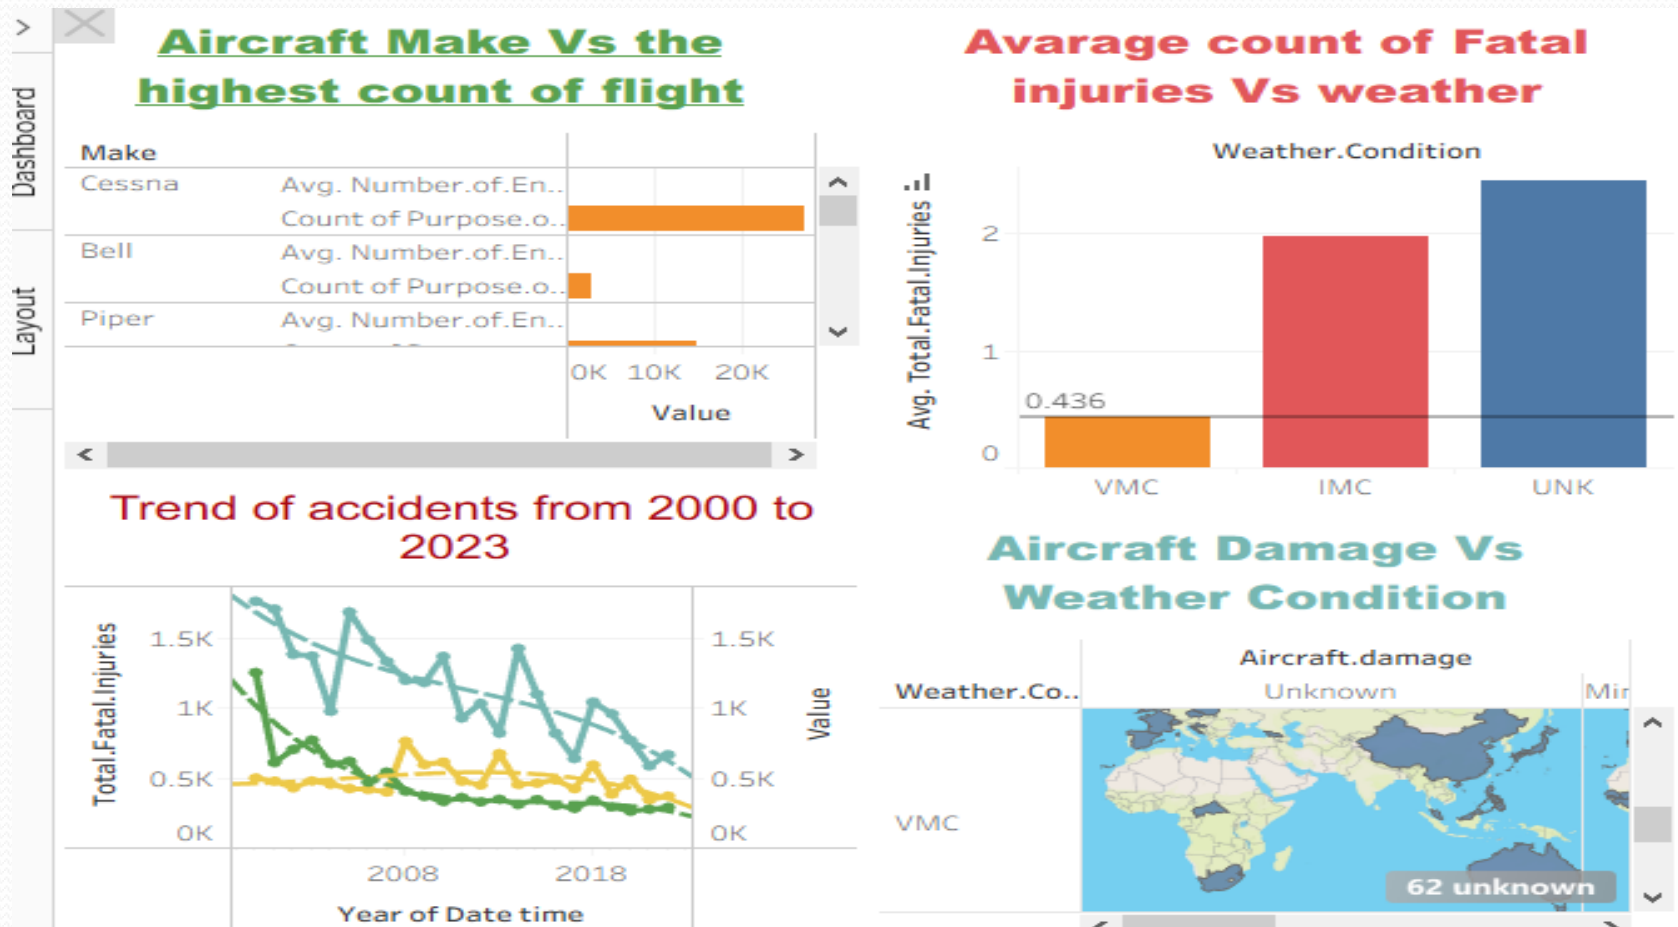 Dashboard
Layout
Aircraft Make Vs the
highest count of flight
Make
Cessna
Avg. Number.of.En..
Count of Purpose.o..
Bell
Avg. Number.of.En..
Count of Purpose.o..
Piper
Avg. Number.of.En..
0K 10K 20K
Value
Avarage count of Fatal
injuries Vs weather
Weather.Condition
Avg. Total.Fatal.Injuries
2
1
0.436
0
VMC IMC UNK
Trend of accidents from 2000 to
2023
Total.Fatal.Injuries
1.5K
1K
0.5K
0K
1.5K
1K
0.5K
0K
Value
2008 2018
Year of Date time
Aircraft Damage Vs
Weather Condition
Aircraft.damage
Weather.Co.. Unknown Mir
VMC
62 unknown